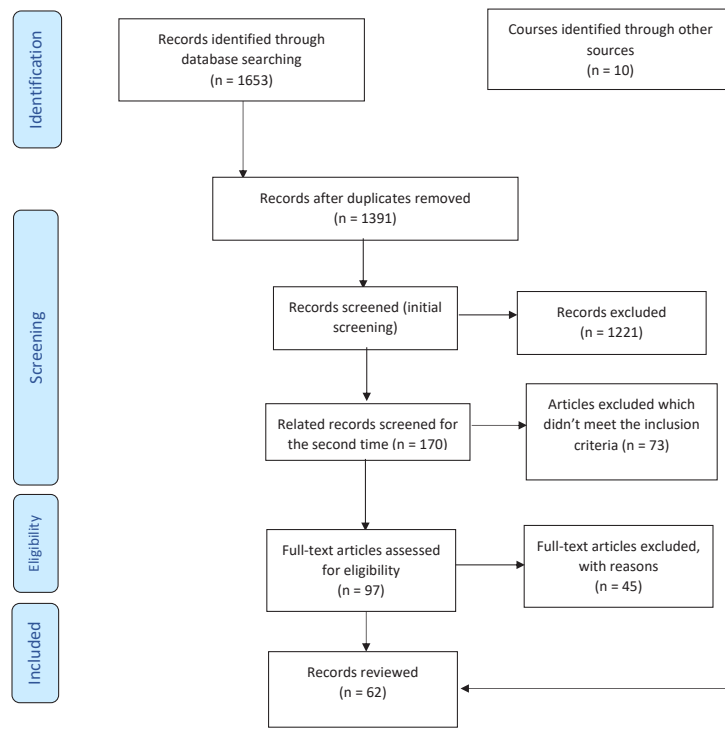 Identification
Records identified through
database searching
(n = 1653)
Courses identified through other
sources
(n = 10)
Records after duplicates removed
(n = 1391)
Screening
Records screened (initial
screening)
Records excluded
(n = 1221)
Related records screened for
the second time (n = 170)
Articles excluded which
didn't meet the inclusion
criteria (n = 73)
Eligibility
Full-text articles assessed
for eligibility
(n = 97)
Full-text articles excluded,
with reasons
(n = 45)
Included
Records reviewed
(n = 62)